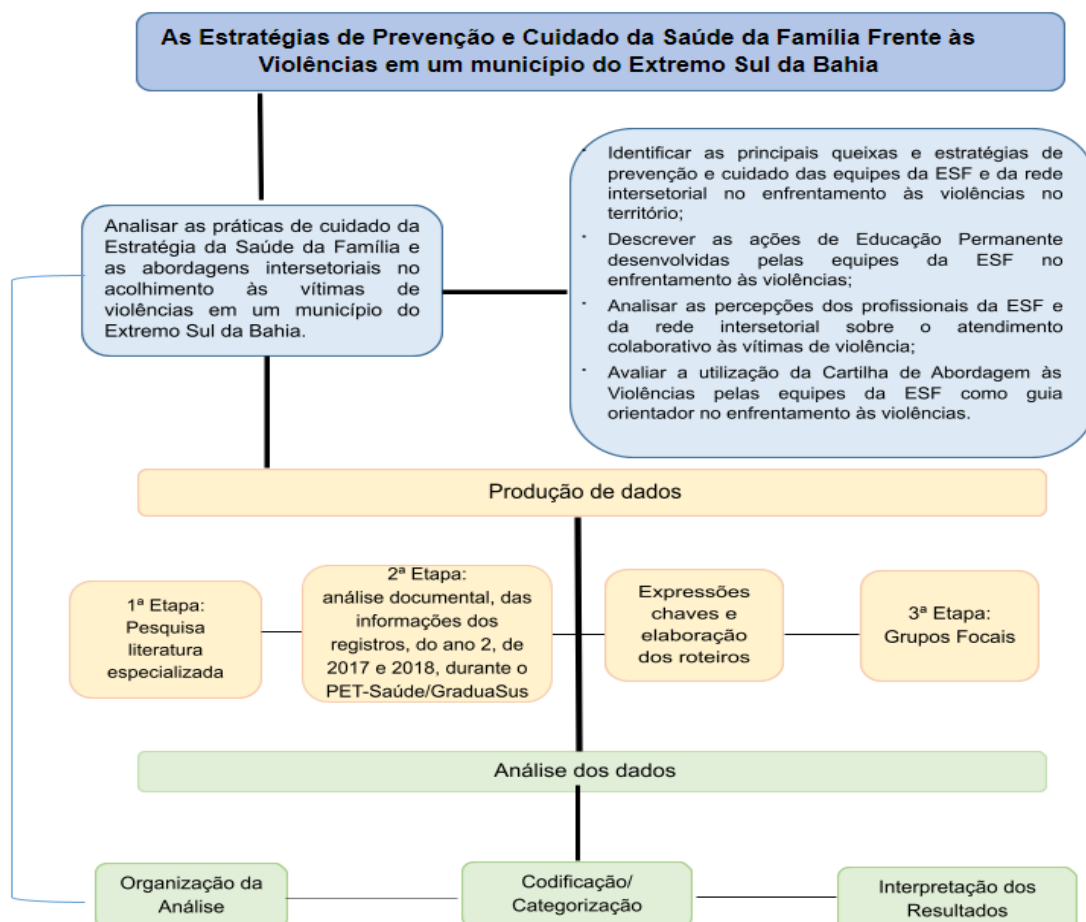 As Estratégias de Prevenção e Cuidado da Saúde da Família Frente às
Violências em um município do Extremo Sul da Bahia
Analisar as práticas de cuidado da
Estratégia da Saúde da Família e
as abordagens intersetoriais no
acolhimento às vítimas de
violências em um município do
Extremo Sul da Bahia.
· Identificar as principais queixas e estratégias de
prevenção e cuidado das equipes da ESF e da rede
intersetorial no enfrentamento às violências no
território;
· Descrever as ações de Educação Permanente
desenvolvidas pelas equipes da ESF no
enfrentamento às violências;
· Analisar as percepções dos profissionais da ESF e
da rede intersetorial sobre o atendimento
colaborativo às vítimas de violência;
· Avaliar a utilização da Cartilha de Abordagem às
Violências pelas equipes da ESF como guia
orientador no enfrentamento às violências.
Produção de dados
1ª Etapa:
Pesquisa
literatura
especializada
2ª Etapa:
análise documental, das
informações dos
registros, do ano 2, de
2017 e 2018, durante o
PET-Saúde/GraduaSus
Expressões
chaves e
elaboração
dos roteiros
3ª Etapa:
Grupos Focais
Análise dos dados
Organização da
Análise
Codificação/
Categorização
Interpretação dos
Resultados